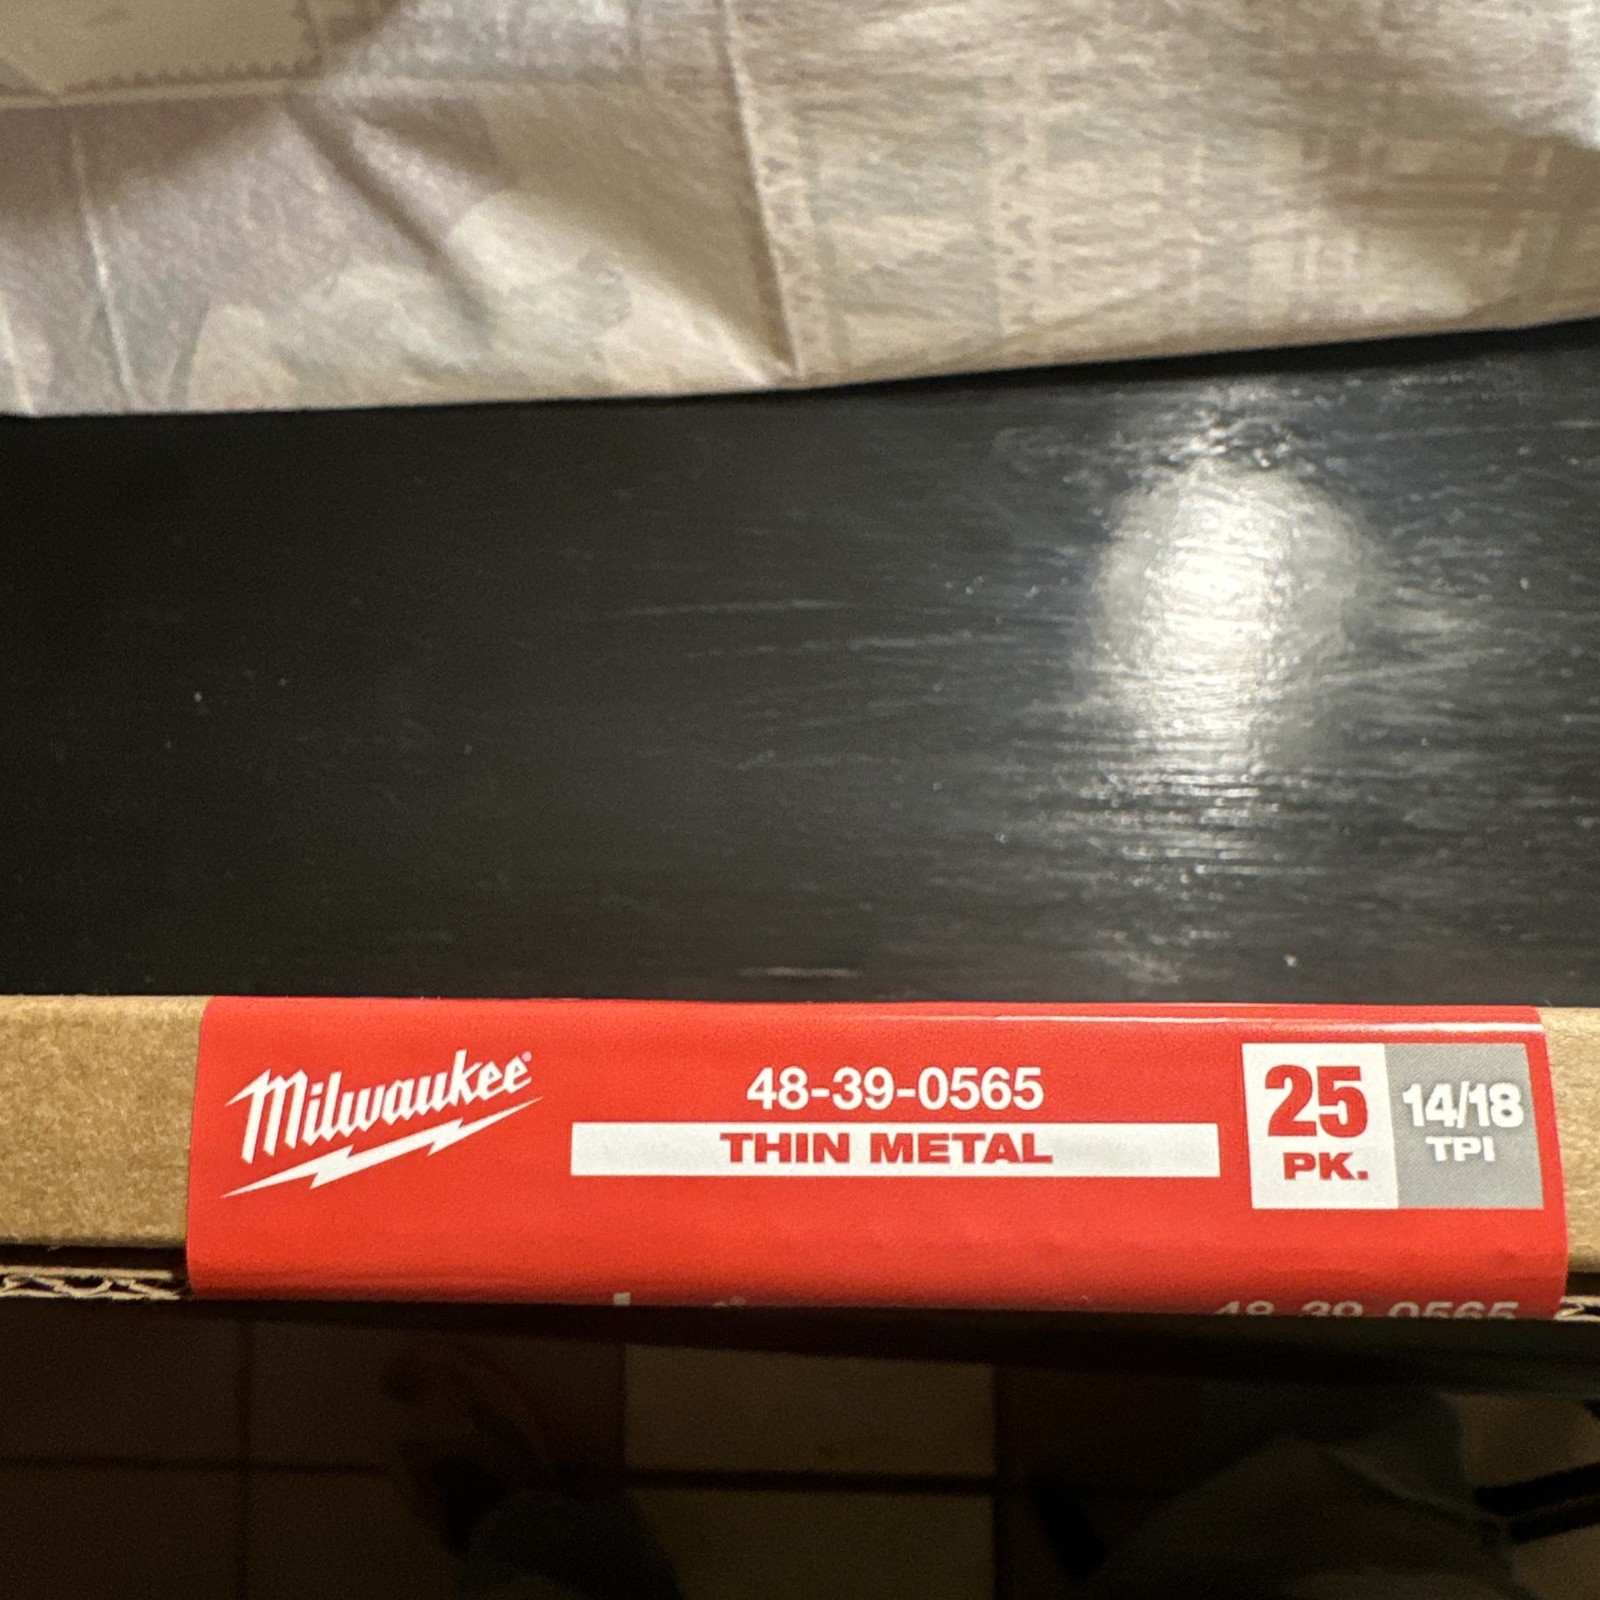 Milwaukee®
48-39-0565
THIN METAL
25
PK.
14/18
TPI
48-39-0565